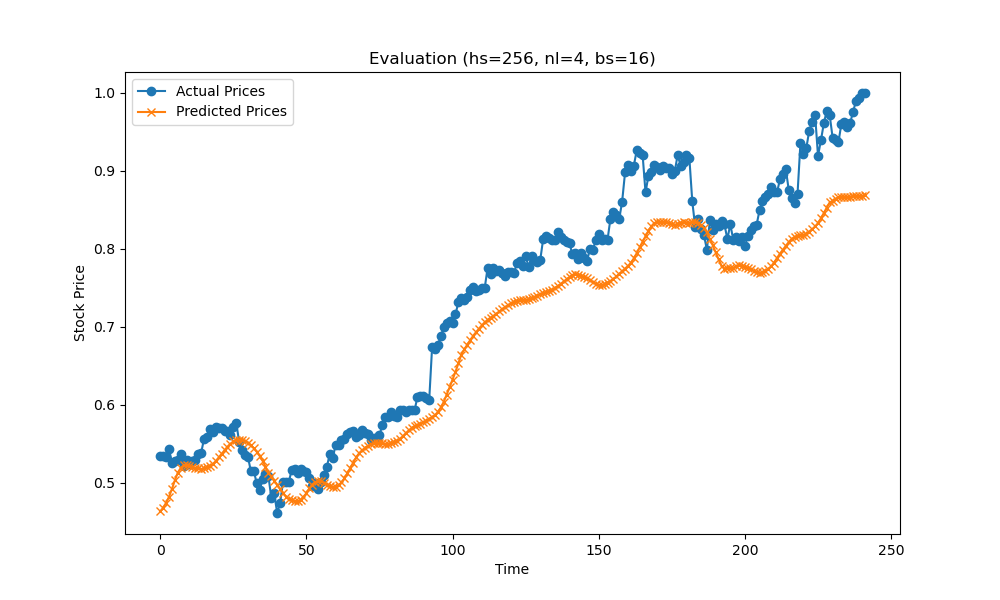 Evaluation (hs=256, nl=4, bs=16)
Actual Prices
Predicted Prices
Stock Price
1.0
0.9
0.8
0.7
0.6
0.5
0
50
100
150
200
250
Time